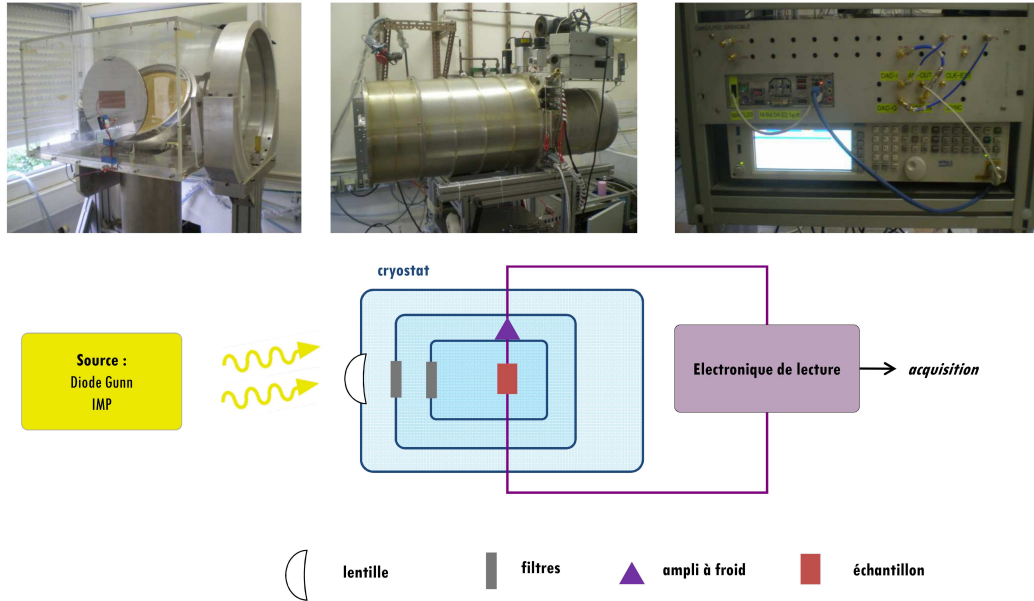 cryostat
Source :
Diode Gunn
IMP
Electronique de lecture
acquisition
lentille
filtres
ampli à froid
échantillon